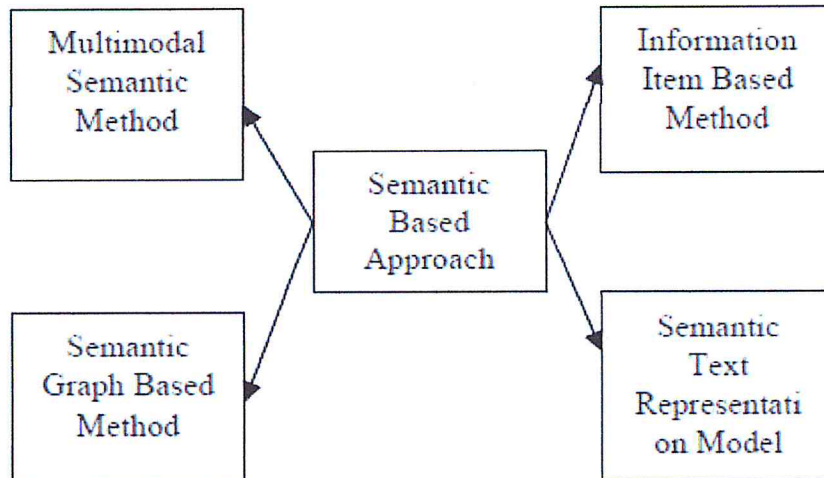 Multimodal
Semantic
Method
Information
Item Based
Method
Semantic
Based
Approach
Semantic
Graph Based
Method
Semantic
Text
Representati
on Model